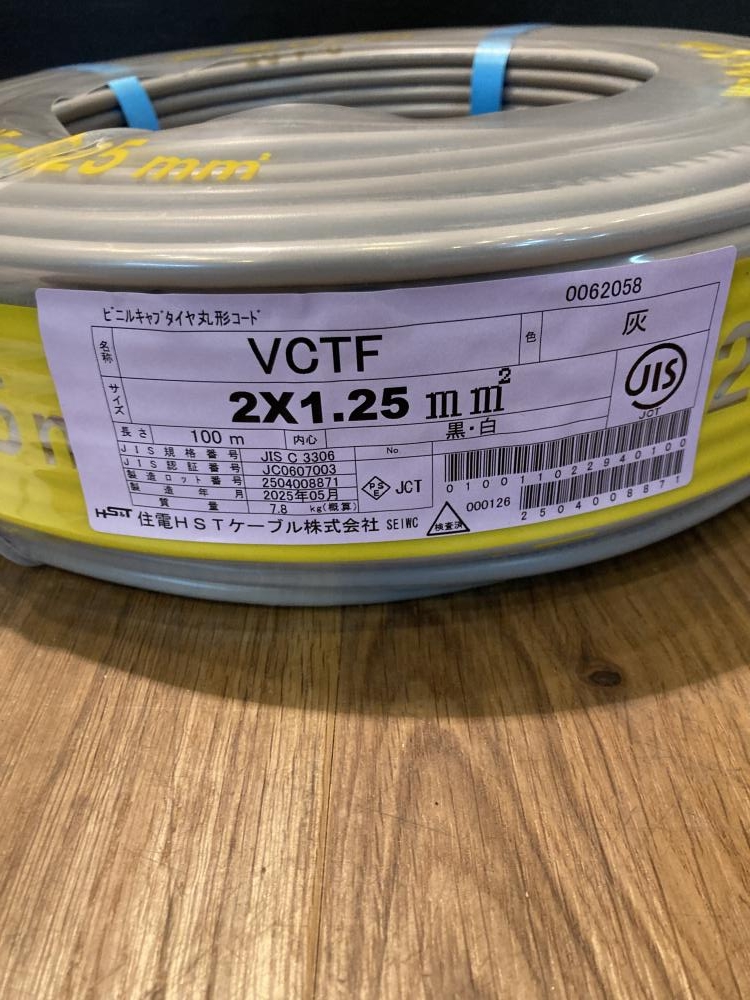 25 mm²
0062058
ビニルキャブタイヤ丸形コード
名称 VCTF 色 灰
サイズ 2X1.25 mm²
JIS
JCT
長さ 100 m 内心 黒・白
JIS規格番号 JIS C 3306 No
JIS認証番号 JC0607003
製造ロット番号 2504008871
製造年月 2025年05月
質量 7.8 kg(概算)
PSE JCT
010011022940100
000126 2504008871
HST 住電HSTケーブル株式会社 SEIWC 検査済